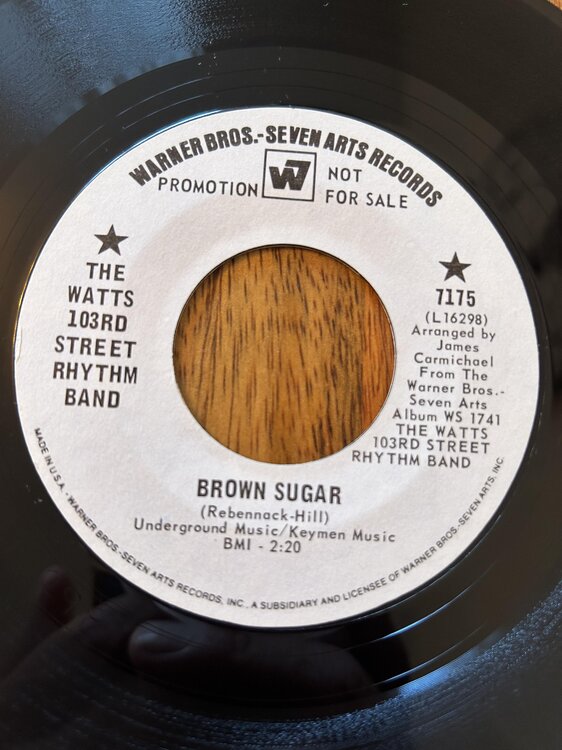 WARNER BROS.-SEVEN ARTS RECORDS
PROMOTION
W7
NOT
FOR SALE
THE
WATTS
103RD
STREET
RHYTHM
BAND
7175
(L16298)
Arranged by
James
Carmichael
From The
Warner Bros.-
Seven Arts
Album WS 1741
THE WATTS
103RD STREET
RHYTHM BAND
BROWN SUGAR
(Rebennack-Hill)
Underground Music/Keymen Music
BMI - 2:20
MADE IN U.S.A. - WARNER BROS.-SEVEN ARTS RECORDS, INC., A SUBSIDIARY AND LICENSEE OF WARNER BROS.-SEVEN ARTS, INC.